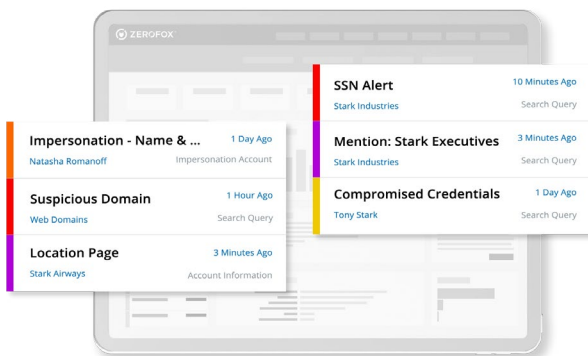 ZEROFOX
Impersonation - Name & ...
1 Day Ago
Natasha Romanoff
Impersonation Account
Suspicious Domain
1 Hour Ago
Web Domains
Search Query
Location Page
3 Minutes Ago
Stark Airways
Account Information
SSN Alert
10 Minutes Ago
Stark Industries
Search Query
Mention: Stark Executives
3 Minutes Ago
Stark Industries
Search Query
Compromised Credentials
1 Day Ago
Tony Stark
Search Query